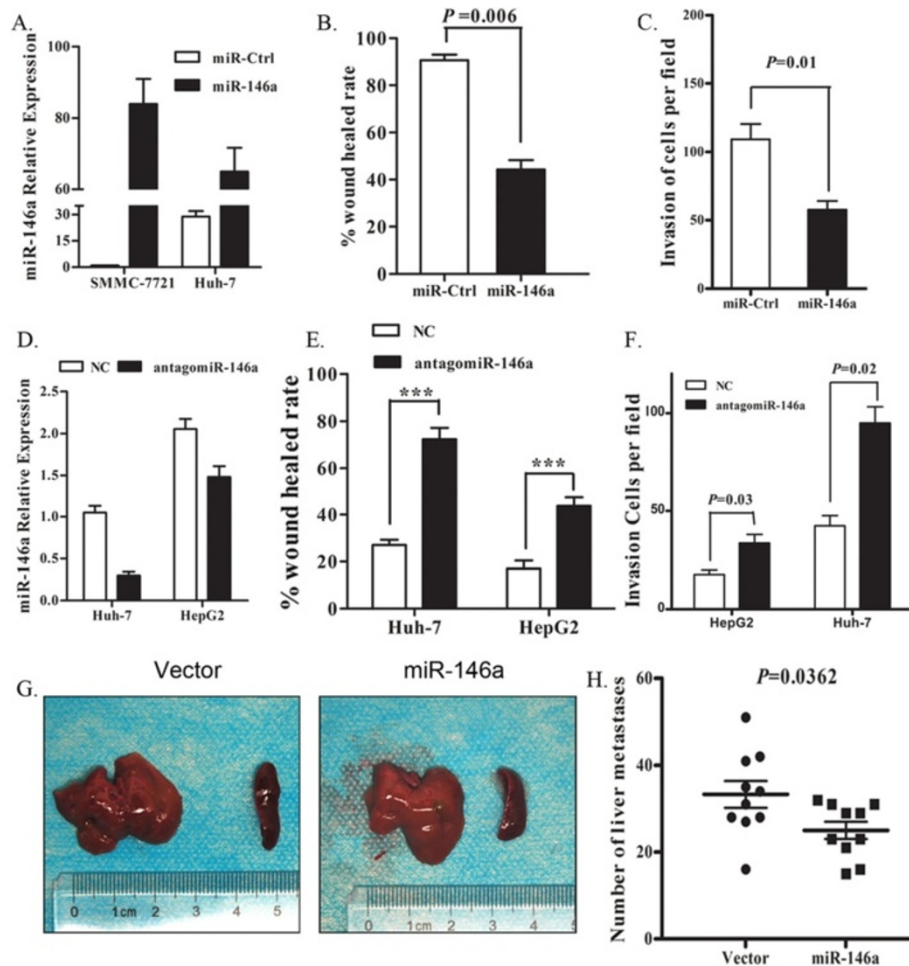 A.
miR-Ctrl
miR-146a
miR-146a Relative Expression
100
80
60
30
15
0
SMMC-7721 Huh-7
B.
P =0.006
% wound healed rate
100
80
60
40
20
0
miR-Ctrl miR-146a
C.
P=0.01
Invasion of cells per field
200
150
100
50
0
miR-Ctrl miR-146a
D.
NC antagomiR-146a
miR-146a Relative Expression
2.5
2.0
1.5
1.0
0.5
0.0
Huh-7 HepG2
E.
NC
antagomiR-146a
% wound healed rate
100
80
60
40
20
0
*** ***
Huh-7 HepG2
F.
NC
antagomiR-146a
P=0.02
P=0.03
Invasion Cells per field
100
50
0
HepG2 Huh-7
G.
Vector miR-146a
0 1cm 2 3 4 5
0 1cm 2 3 4 5
H.
P=0.0362
Number of liver metastases
60
40
20
0
Vector miR-146a